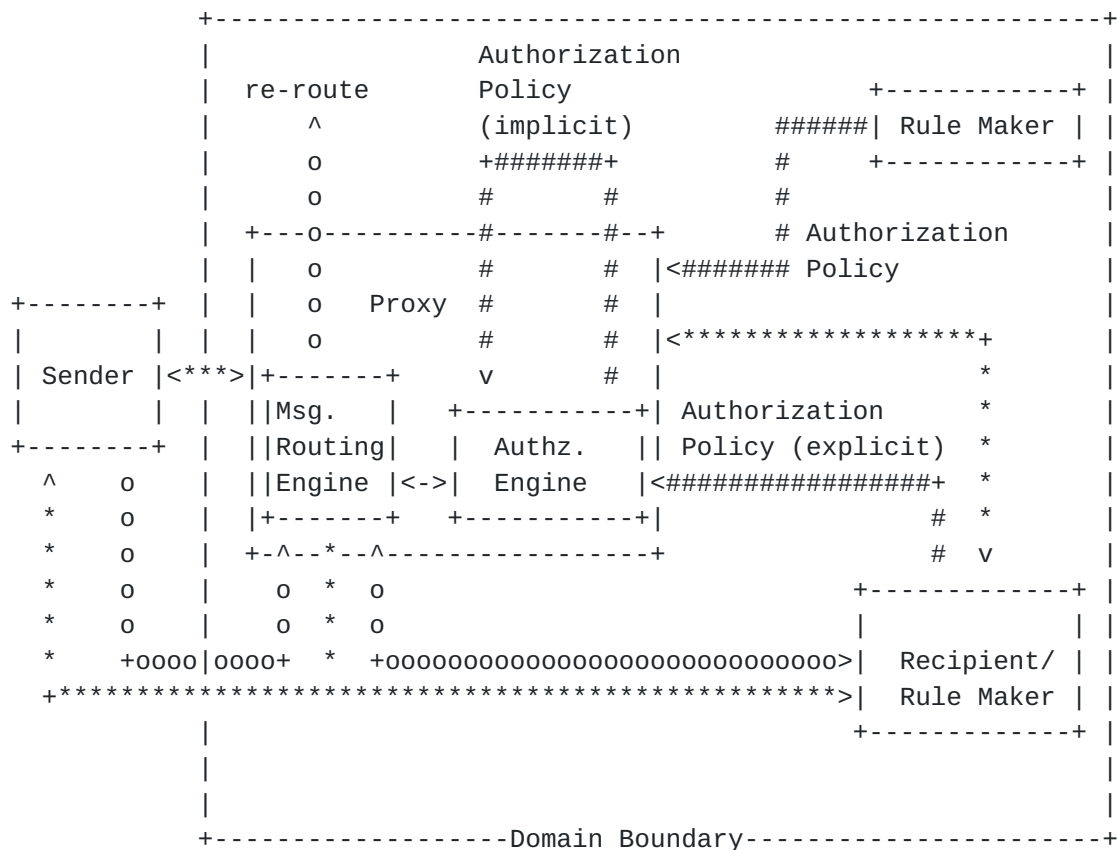 Authorization
re-route Policy
(implicit) Rule Maker
Authorization
Policy
Proxy
Sender
Msg. Authorization
Routing Authz. Policy (explicit)
Engine Engine
Recipient/
Rule Maker
Domain Boundary